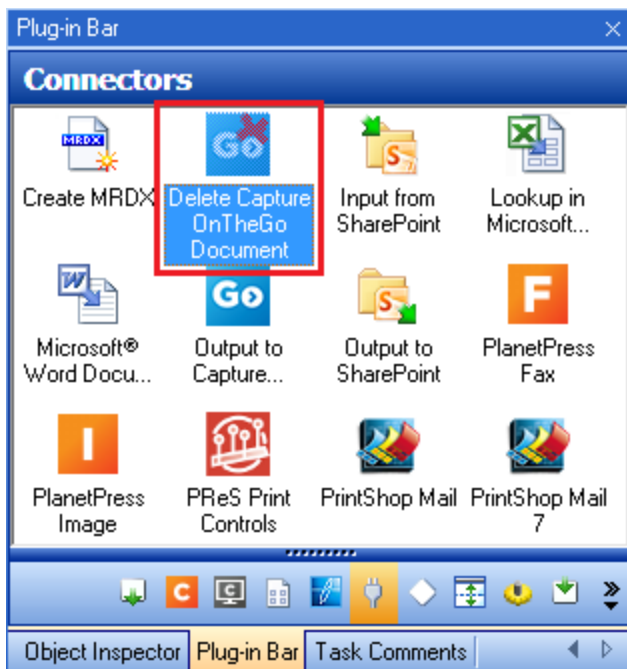 Plug-in Bar
Connectors
MRDX
Go
S
Create MRDX
Delete Capture
OnTheGo
Document
Input from
SharePoint
Lookup in
Microsoft...
W
Go
S
F
Microsoft®
Word Docu...
Output to
Capture...
Output to
SharePoint
PlanetPress
Fax
I
PlanetPress
Image
PReS Print
Controls
PrintShop Mail
PrintShop Mail
7
C
C
Object Inspector
Plug-in Bar
Task Comments